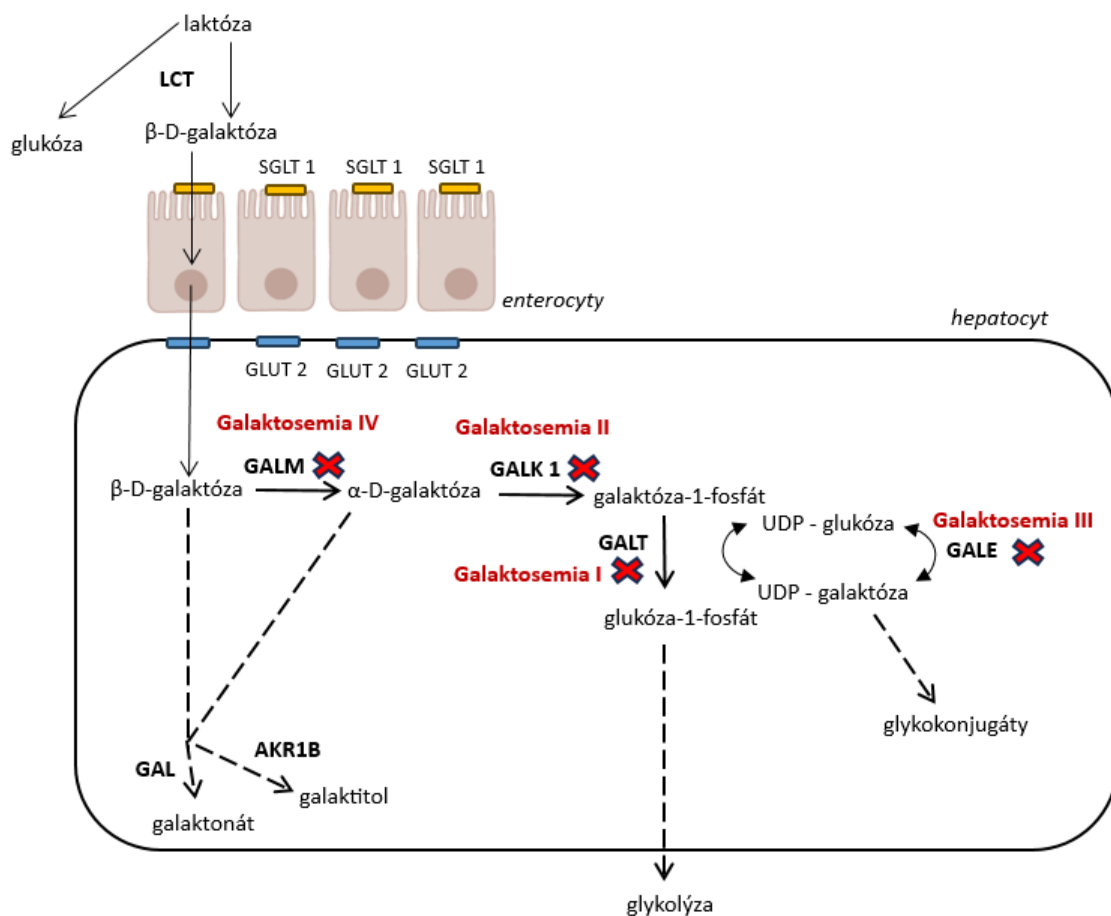 laktóza
LCT
glukóza
β-D-galaktóza
SGLT 1
SGLT 1
SGLT 1
enterocyty
hepatocyt
GLUT 2
GLUT 2
GLUT 2
Galaktosemia IV
Galaktosemia II
GALM
GALK 1
β-D-galaktóza
α-D-galaktóza
galaktóza-1-fosfát
UDP - glukóza
Galaktosemia III
GALE
GALT
Galaktosemia I
UDP - galaktóza
glukóza-1-fosfát
glykokonjugáty
AKR1B
GAL
galaktitol
galaktonát
glykolýza